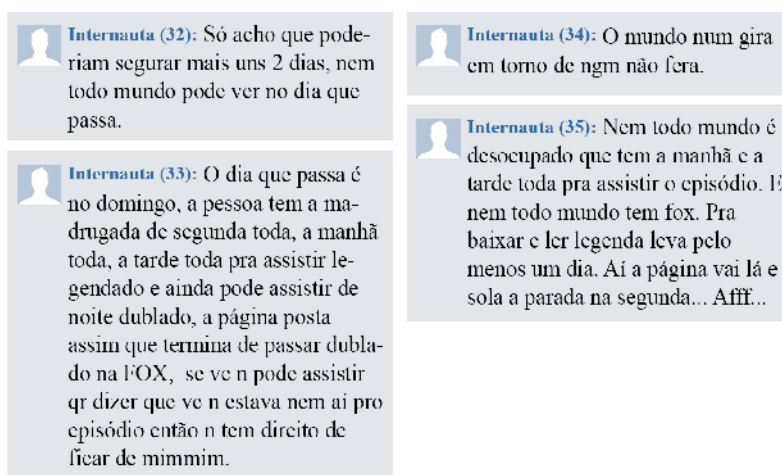 Internauta (32): Só acho que pode-
riam segurar mais uns 2 dias, nem
todo mundo pode ver no dia que
passa.
Internauta (33): O dia que passa é
no domingo, a pessoa tem a ma-
drugada de segunda toda, a manhã
toda, a tarde toda pra assistir le-
gendado e ainda pode assistir de
noite dublado, a página posta
assim que termina de passar dubla-
do na FOX, se vc n pode assistir
qr dizer que vc n estava nem aí pro
episódio então n tem direito de
ficar de mimmim.
Internauta (34): O mundo num gira
em torno de ngm não fera.
Internauta (35): Nem todo mundo é
desocupado que tem a manhã e a
tarde toda pra assistir o episódio. E
nem todo mundo tem fox. Pra
baixar e ler legenda leva pelo
menos um dia. Aí a página vai lá e
sola a parada na segunda... Afff...